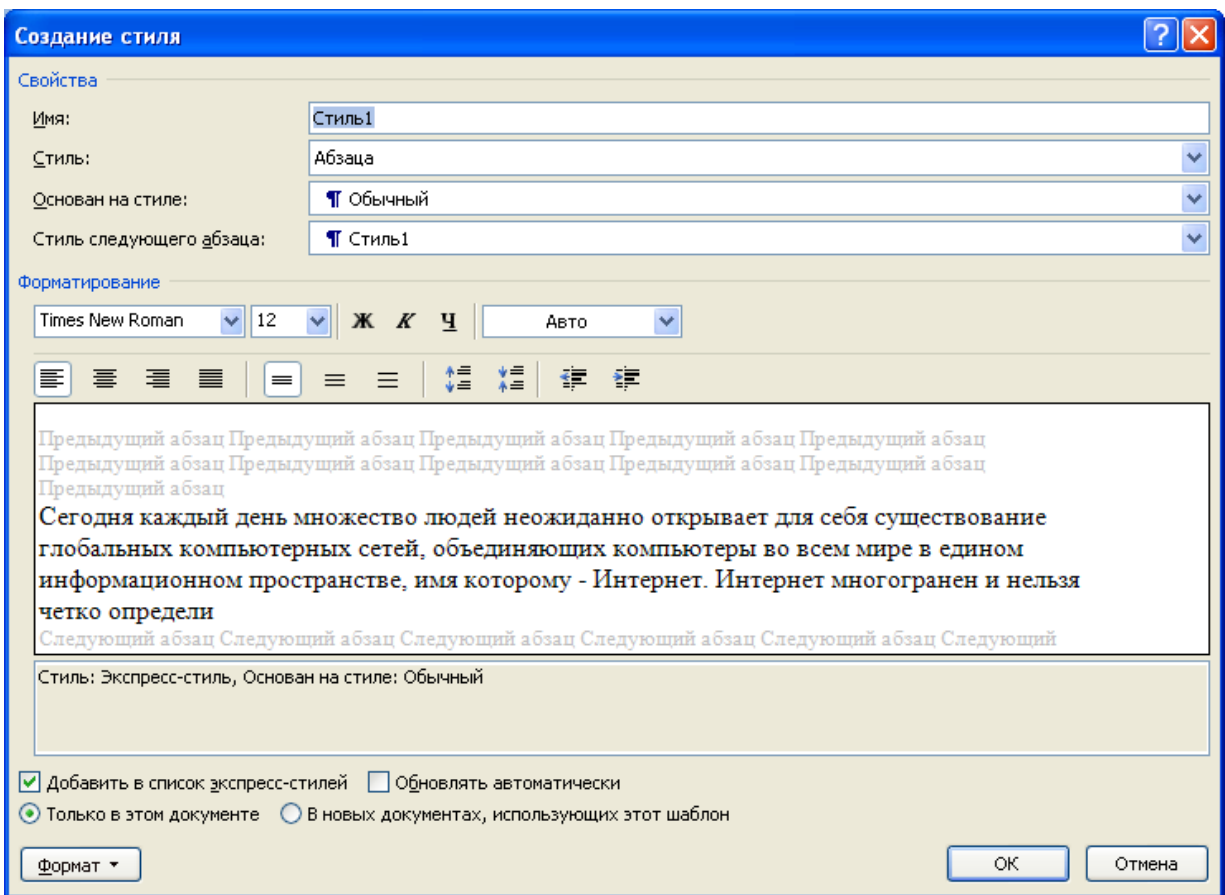 Создание стиля
Свойства
Имя: Стиль1
Стиль: Абзаца
Основан на стиле: ¶ Обычный
Стиль следующего абзаца: ¶ Стиль1
Форматирование
Times New Roman 12 Ж К Ч Авто
Предыдущий абзац Предыдущий абзац Предыдущий абзац Предыдущий абзац Предыдущий абзац
Предыдущий абзац Предыдущий абзац Предыдущий абзац Предыдущий абзац Предыдущий абзац
Предыдущий абзац
Сегодня каждый день множество людей неожиданно открывает для себя существование
глобальных компьютерных сетей, объединяющих компьютеры во всем мире в едином
информационном пространстве, имя которому - Интернет. Интернет многогранен и нельзя
четко определи
Следующий абзац Следующий абзац Следующий абзац Следующий абзац Следующий абзац Следующий
Стиль: Экспресс-стиль, Основан на стиле: Обычный
Добавить в список экспресс-стилей Обновлять автоматически
Только в этом документе В новых документах, использующих этот шаблон
Формат ОК Отмена